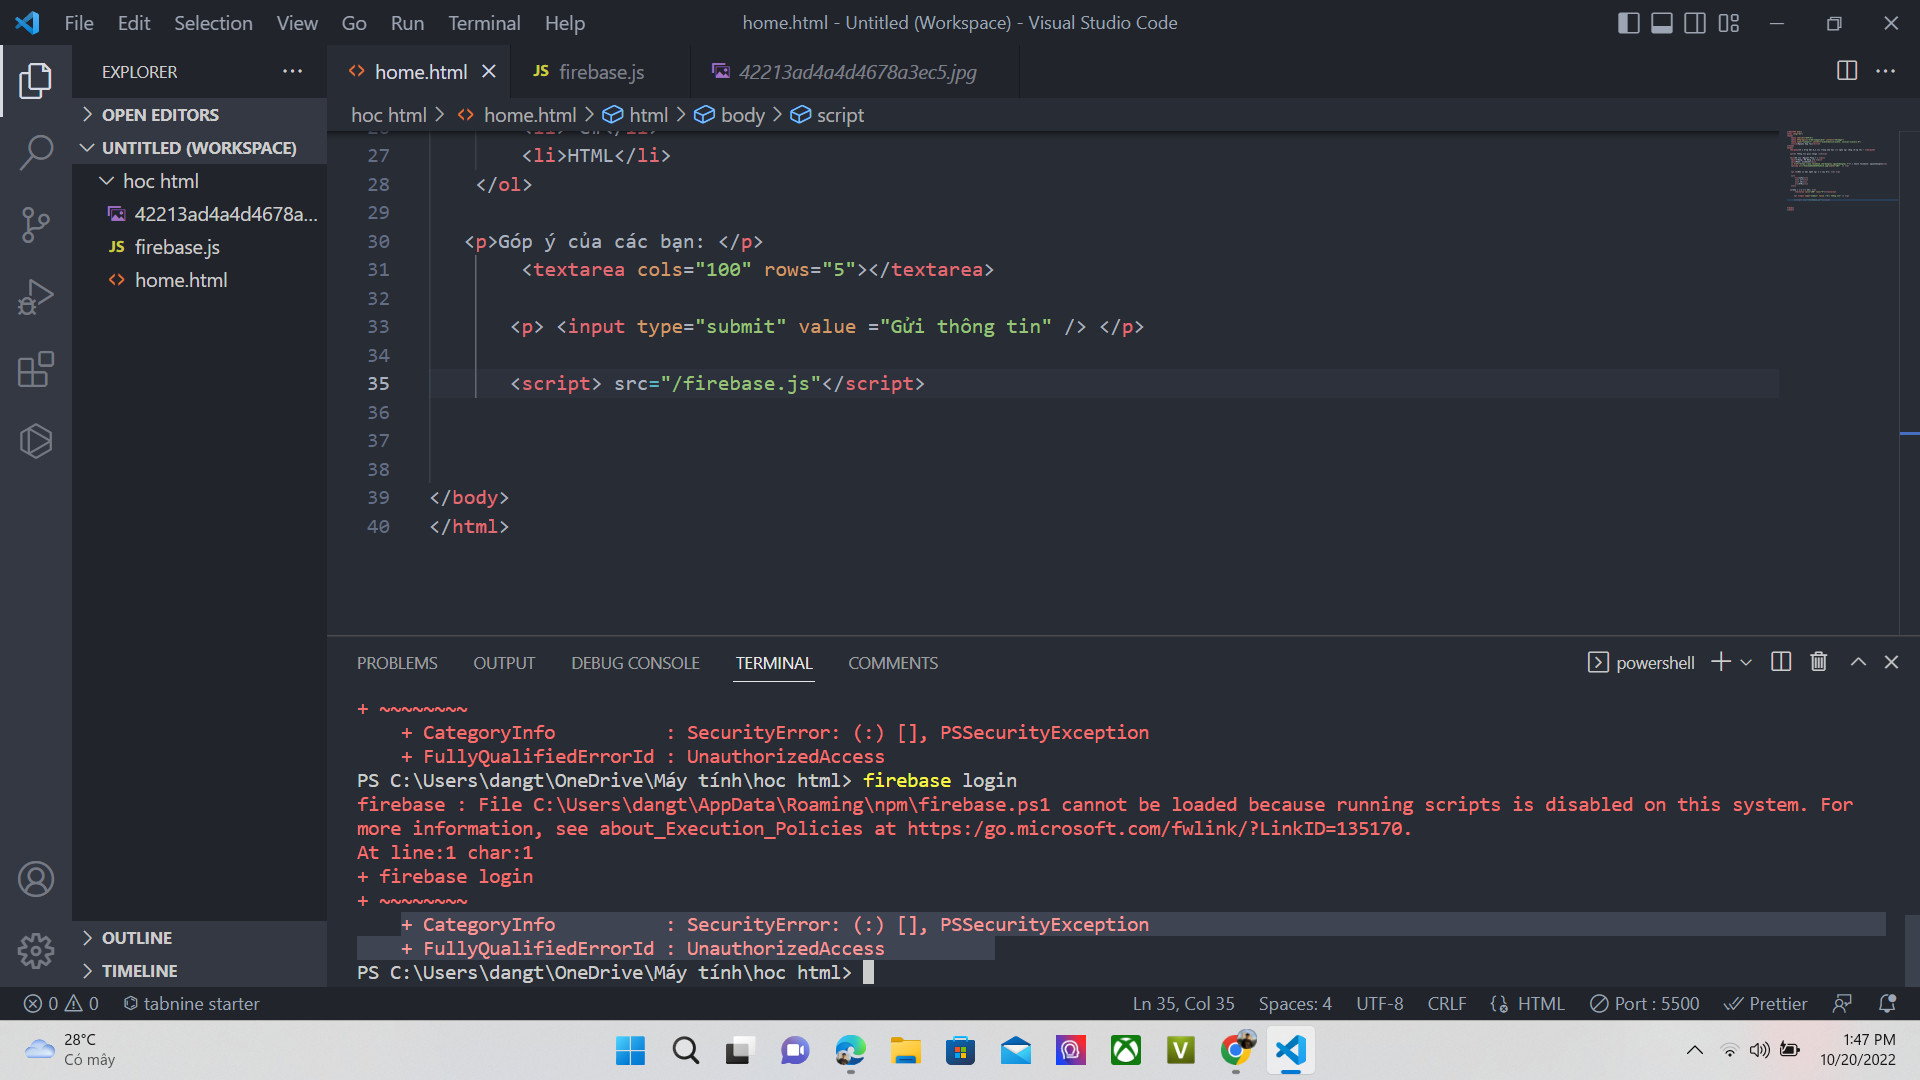 File Edit Selection View Go Run Terminal Help
home.html - Untitled (Workspace) - Visual Studio Code
EXPLORER
OPEN EDITORS
UNTITLED (WORKSPACE)
hoc html
42213ad4a4d4678a...
JS firebase.js
<> home.html
OUTLINE
TIMELINE
<> home.html
JS firebase.js
42213ad4a4d4678a3ec5.jpg
hoc html > <> home.html > html > body > script
27 <li>HTML</li>
28 </ol>
29
30 <p>Góp ý của các bạn: </p>
31 <textarea cols="100" rows="5"></textarea>
32
33 <p> <input type="submit" value ="Gửi thông tin" /> </p>
34
35 <script> src="/firebase.js"</script>
36
37
38
39 </body>
40 </html>
PROBLEMS OUTPUT DEBUG CONSOLE TERMINAL COMMENTS
powershell
+ ~~~~~~~~
+ CategoryInfo : SecurityError: (:) [], PSSecurityException
+ FullyQualifiedErrorId : UnauthorizedAccess
PS C:\Users\dangt\OneDrive\Máy tính\hoc html> firebase login
firebase : File C:\Users\dangt\AppData\Roaming\npm\firebase.ps1 cannot be loaded because running scripts is disabled on this system. For
more information, see about_Execution_Policies at https:/go.microsoft.com/fwlink/?LinkID=135170.
At line:1 char:1
+ firebase login
+ ~~~~~~~~
+ CategoryInfo : SecurityError: (:) [], PSSecurityException
+ FullyQualifiedErrorId : UnauthorizedAccess
PS C:\Users\dangt\OneDrive\Máy tính\hoc html>
0 0 tabnine starter
Ln 35, Col 35 Spaces: 4 UTF-8 CRLF HTML Port : 5500 Prettier
28°C
Có mây
V
1:47 PM
10/20/2022